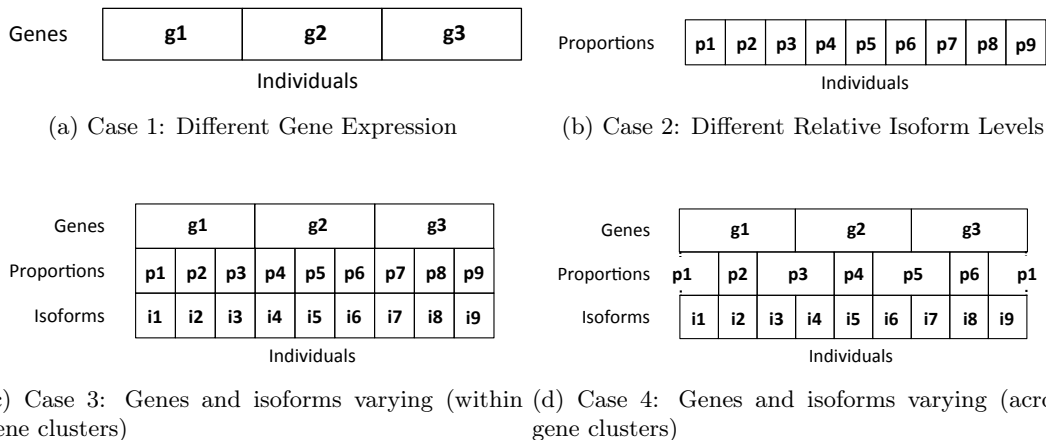 Genes g1 g2 g3
Individuals
(a) Case 1: Different Gene Expression
Proportions p1 p2 p3 p4 p5 p6 p7 p8 p9
Individuals
(b) Case 2: Different Relative Isoform Levels
Genes g1 g2 g3
Proportions p1 p2 p3 p4 p5 p6 p7 p8 p9
Isoforms i1 i2 i3 i4 i5 i6 i7 i8 i9
Individuals
) Case 3: Genes and isoforms varying (within
ene clusters)
Genes g1 g2 g3
Proportions p1 p2 p3 p4 p5 p6 p1
Isoforms i1 i2 i3 i4 i5 i6 i7 i8 i9
Individuals
(d) Case 4: Genes and isoforms varying (acro
gene clusters)